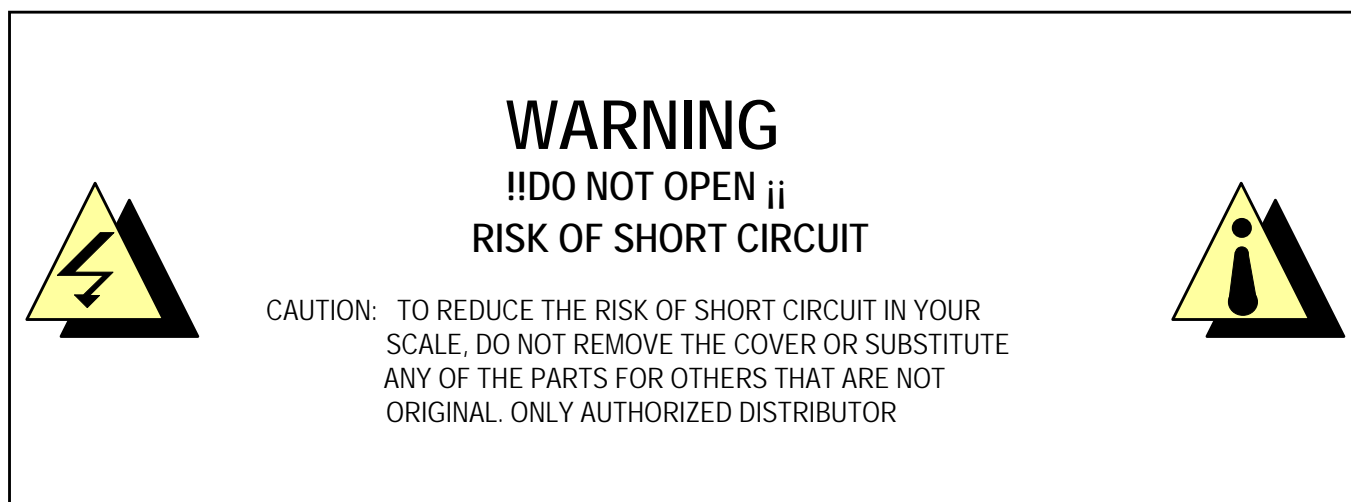 WARNING
!!DO NOT OPEN ¡¡
RISK OF SHORT CIRCUIT
CAUTION: TO REDUCE THE RISK OF SHORT CIRCUIT IN YOUR
SCALE, DO NOT REMOVE THE COVER OR SUBSTITUTE
ANY OF THE PARTS FOR OTHERS THAT ARE NOT
ORIGINAL. ONLY AUTHORIZED DISTRIBUTOR